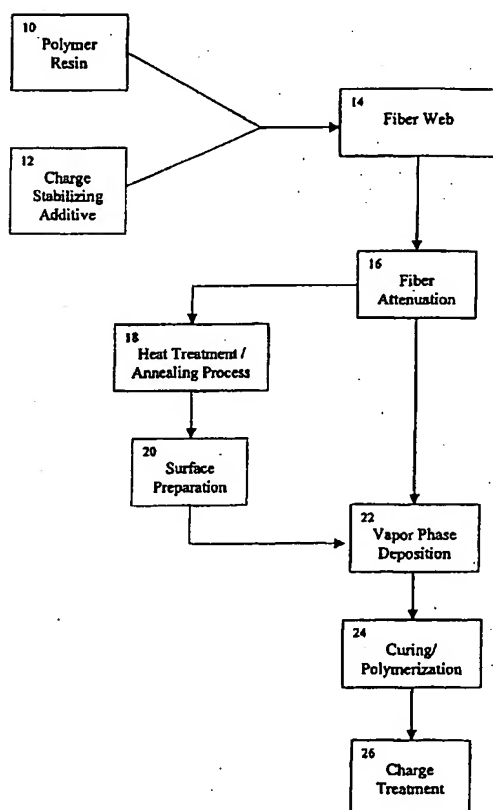 10
Polymer
Resin
12
Charge
Stabilizing
Additive
14
Fiber Web
16
Fiber
Attenuation
18
Heat Treatment /
Annealing Process
20
Surface
Preparation
22
Vapor Phase
Deposition
24
Curing/
Polymerization
26
Charge
Treatment